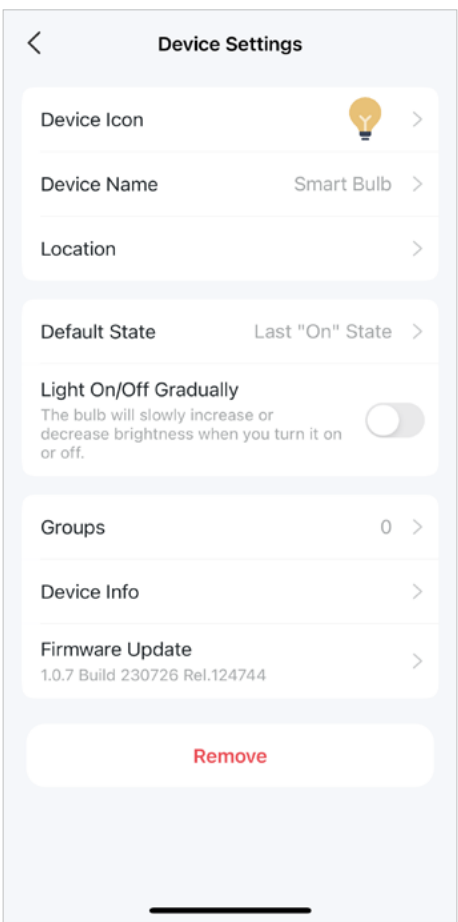 Device Settings
Device Icon
Device Name Smart Bulb
Location
Default State Last "On" State
Light On/Off Gradually
The bulb will slowly increase or
decrease brightness when you turn it on
or off.
Groups 0
Device Info
Firmware Update
1.0.7 Build 230726 Rel.124744
Remove